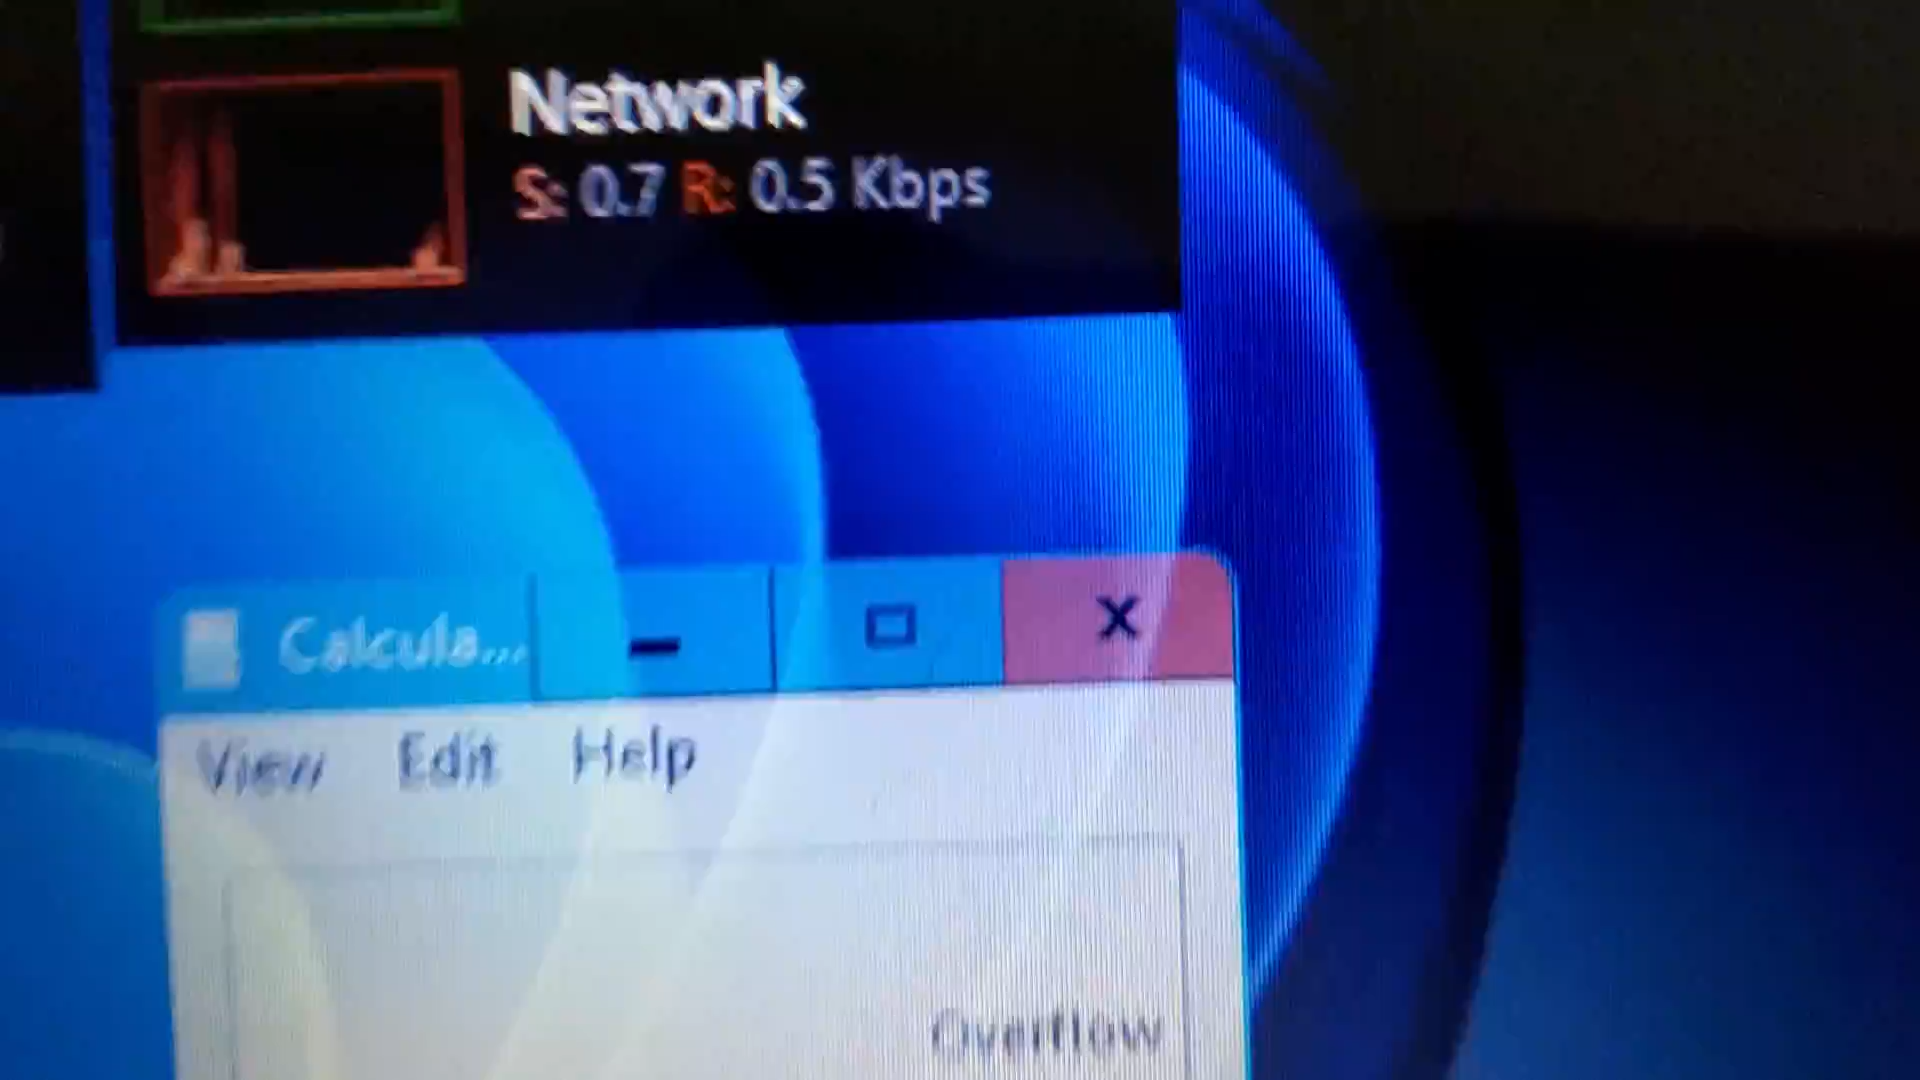 Network
S: 0.7 R: 0.5 Kbps
Calcula...
View Edit Help
Overflow